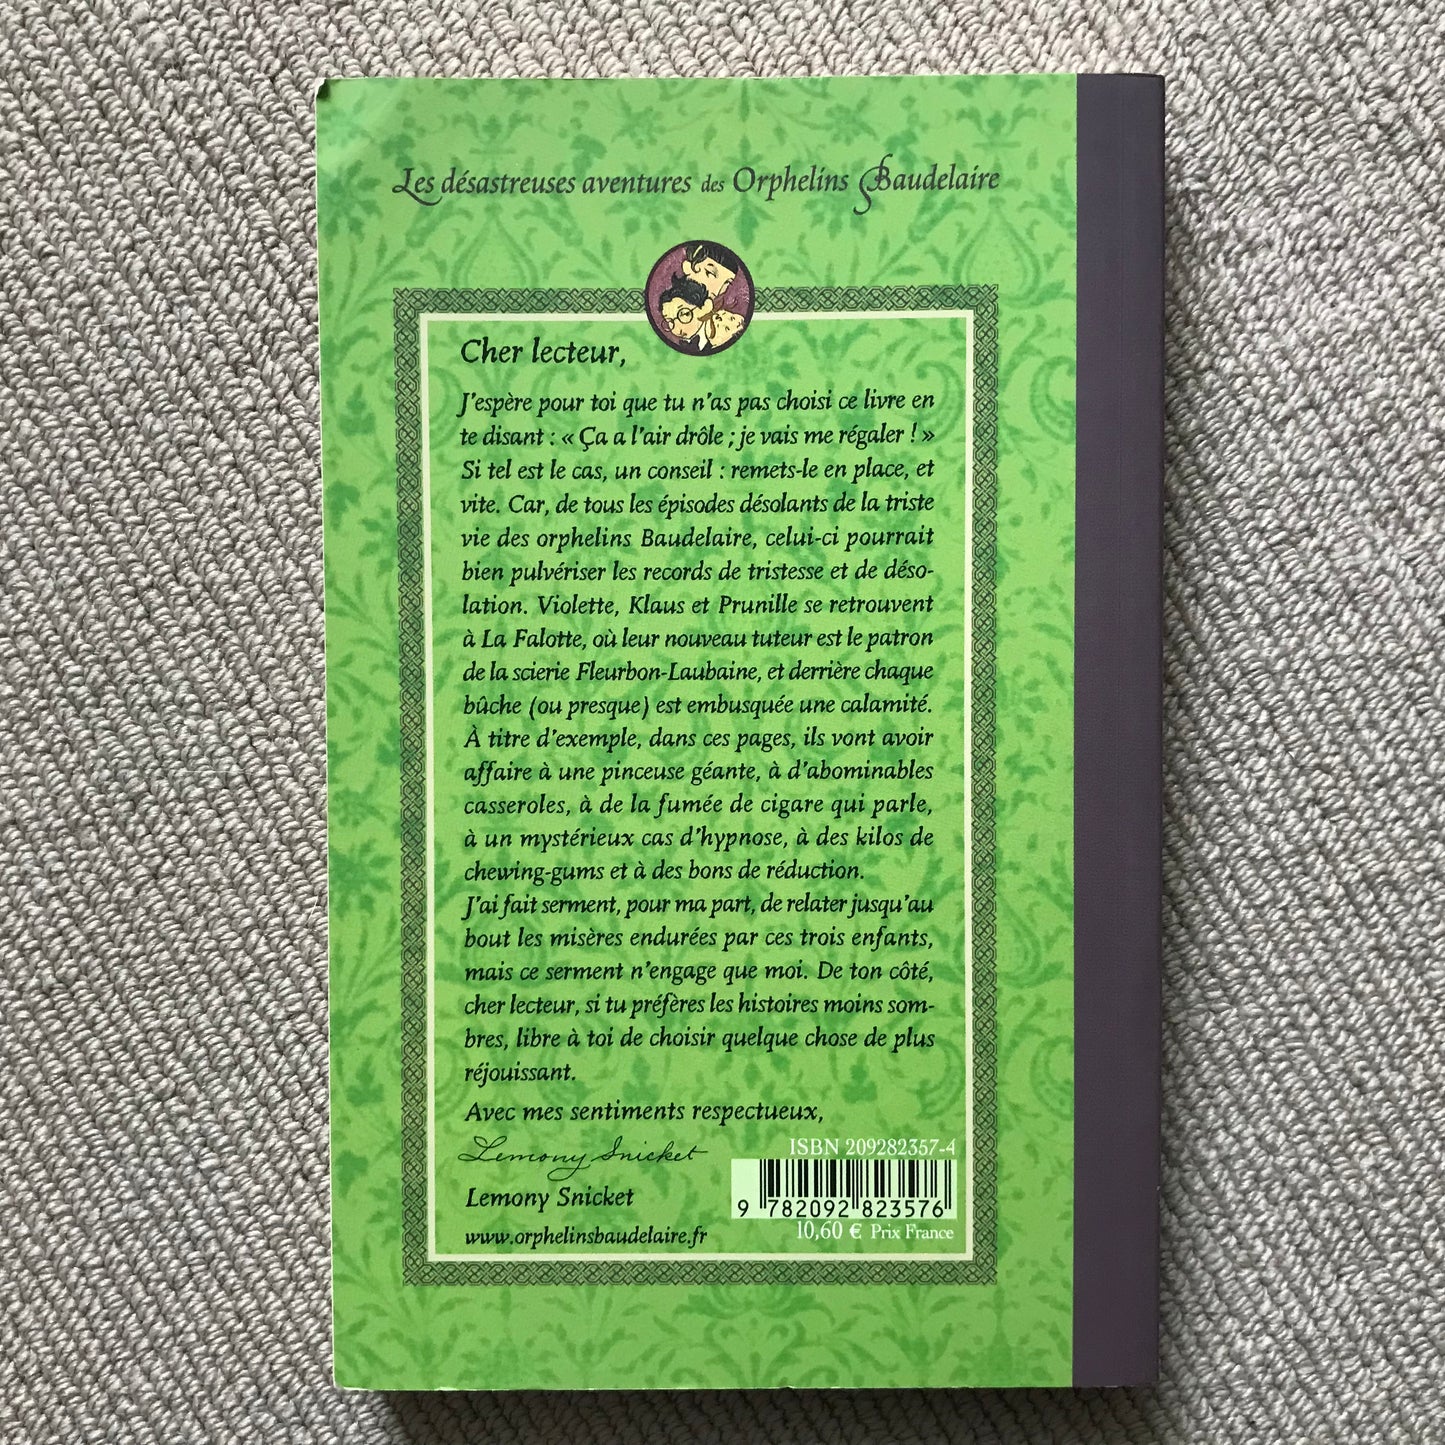 Les désastreuses aventures des Orphelins Baudelaire
Cher lecteur,
J'espère pour toi que tu n'as pas choisi ce livre en
te disant : « Ça a l'air drôle ; je vais me régaler ! »
Si tel est le cas, un conseil : remets-le en place, et
vite. Car, de tous les épisodes désolants de la triste
vie des orphelins Baudelaire, celui-ci pourrait
bien pulvériser les records de tristesse et de déso-
lation. Violette, Klaus et Prunille se retrouvent
à La Falotte, où leur nouveau tuteur est le patron
de la scierie Fleurbon-Laubaine, et derrière chaque
bûche (ou presque) est embusquée une calamité.
À titre d'exemple, dans ces pages, ils vont avoir
affaire à une pinceuse géante, à d'abominables
casseroles, à de la fumée de cigare qui parle,
à un mystérieux cas d'hypnose, à des kilos de
chewing-gums et à des bons de réduction.
J'ai fait serment, pour ma part, de relater jusqu'au
bout les misères endurées par ces trois enfants,
mais ce serment n'engage que moi. De ton côté,
cher lecteur, si tu préfères les histoires moins som-
bres, libre à toi de choisir quelque chose de plus
réjouissant.
Avec mes sentiments respectueux,
Lemony Snicket
Lemony Snicket
www.orphelinsbaudelaire.fr
ISBN 209282357-4
9 782092 823576
10,60 € Prix France